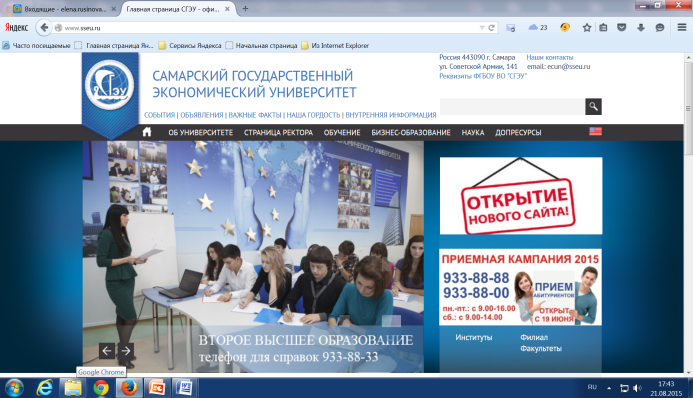 Входящие - elena.rusinova...
Главная страница СГЭУ - офи...
Яндекс
www.sseu.ru
23
Часто посещаемые
Главная страница Ян...
Сервисы Яндекса
Начальная страница
Из Internet Explorer
ГЭУ
САМАРСКИЙ ГОСУДАРСТВЕННЫЙ
ЭКОНОМИЧЕСКИЙ УНИВЕРСИТЕТ
Россия 443090 г. Самара
ул. Советской Армии, 141
Реквизиты ФГБОУ ВО "СГЭУ"
Наши контакты
email: ecun@sseu.ru
СОБЫТИЯ | ОБЪЯВЛЕНИЯ | ВАЖНЫЕ ФАКТЫ | НАША ГОРДОСТЬ | ВНУТРЕННЯЯ ИНФОРМАЦИЯ
ОБ УНИВЕРСИТЕТЕ СТРАНИЦА РЕКТОРА ОБУЧЕНИЕ БИЗНЕС-ОБРАЗОВАНИЕ НАУКА ДОПРЕСУРСЫ
ВТОРОЕ ВЫСШЕЕ ОБРАЗОВАНИЕ
телефон для справок 933-88-33
ОТКРЫТИЕ
НОВОГО САЙТА!
ПРИЕМНАЯ КАМПАНИЯ 2015
933-88-88
933-88-00
пн.-пт.: с 9.00-16.00
сб.: с 9.00-14.00
ПРИЕМ
АБИТУРИЕНТОВ
ОТКРЫТ
С 19 ИЮНЯ
Институты
Филиал
Факультеты
Google Chrome
RU
17:43
21.08.2015